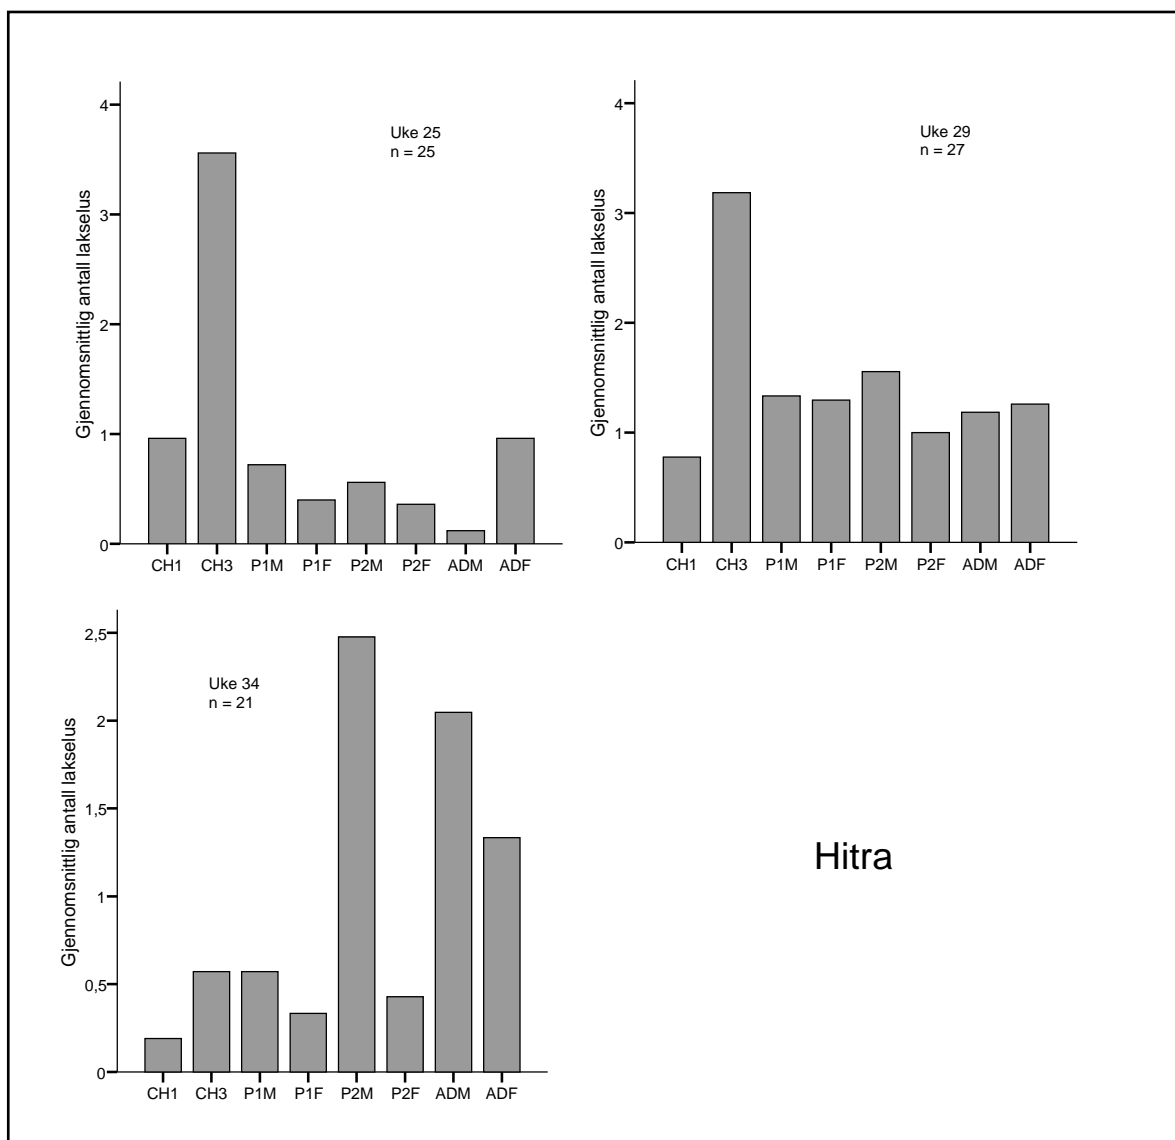 Gjennomsnittlig antall lakselus
4
3
2
1
0
Uke 25
n = 25
CH1 CH3 P1M P1F P2M P2F ADM ADF
Gjennomsnittlig antall lakselus
4
3
2
1
0
Uke 29
n = 27
CH1 CH3 P1M P1F P2M P2F ADM ADF
Gjennomsnittlig antall lakselus
2,5
2
1,5
1
0,5
0
Uke 34
n = 21
CH1 CH3 P1M P1F P2M P2F ADM ADF
Hitra